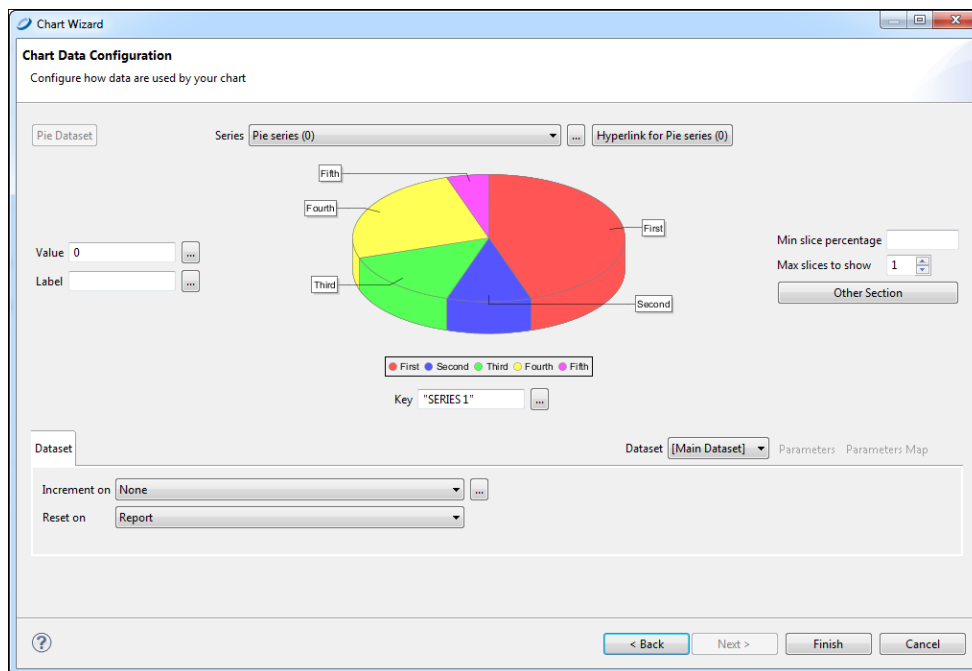 Chart Wizard
Chart Data Configuration
Configure how data are used by your chart
Pie Dataset
Series Pie series (0) ... Hyperlink for Pie series (0)
Fifth
Fourth
First
Third
Second
Value 0 ...
Label ...
Min slice percentage
Max slices to show 1
Other Section
First Second Third Fourth Fifth
Key "SERIES 1" ...
Dataset
Dataset [Main Dataset] Parameters Parameters Map
Increment on None ...
Reset on Report
?
< Back Next > Finish Cancel